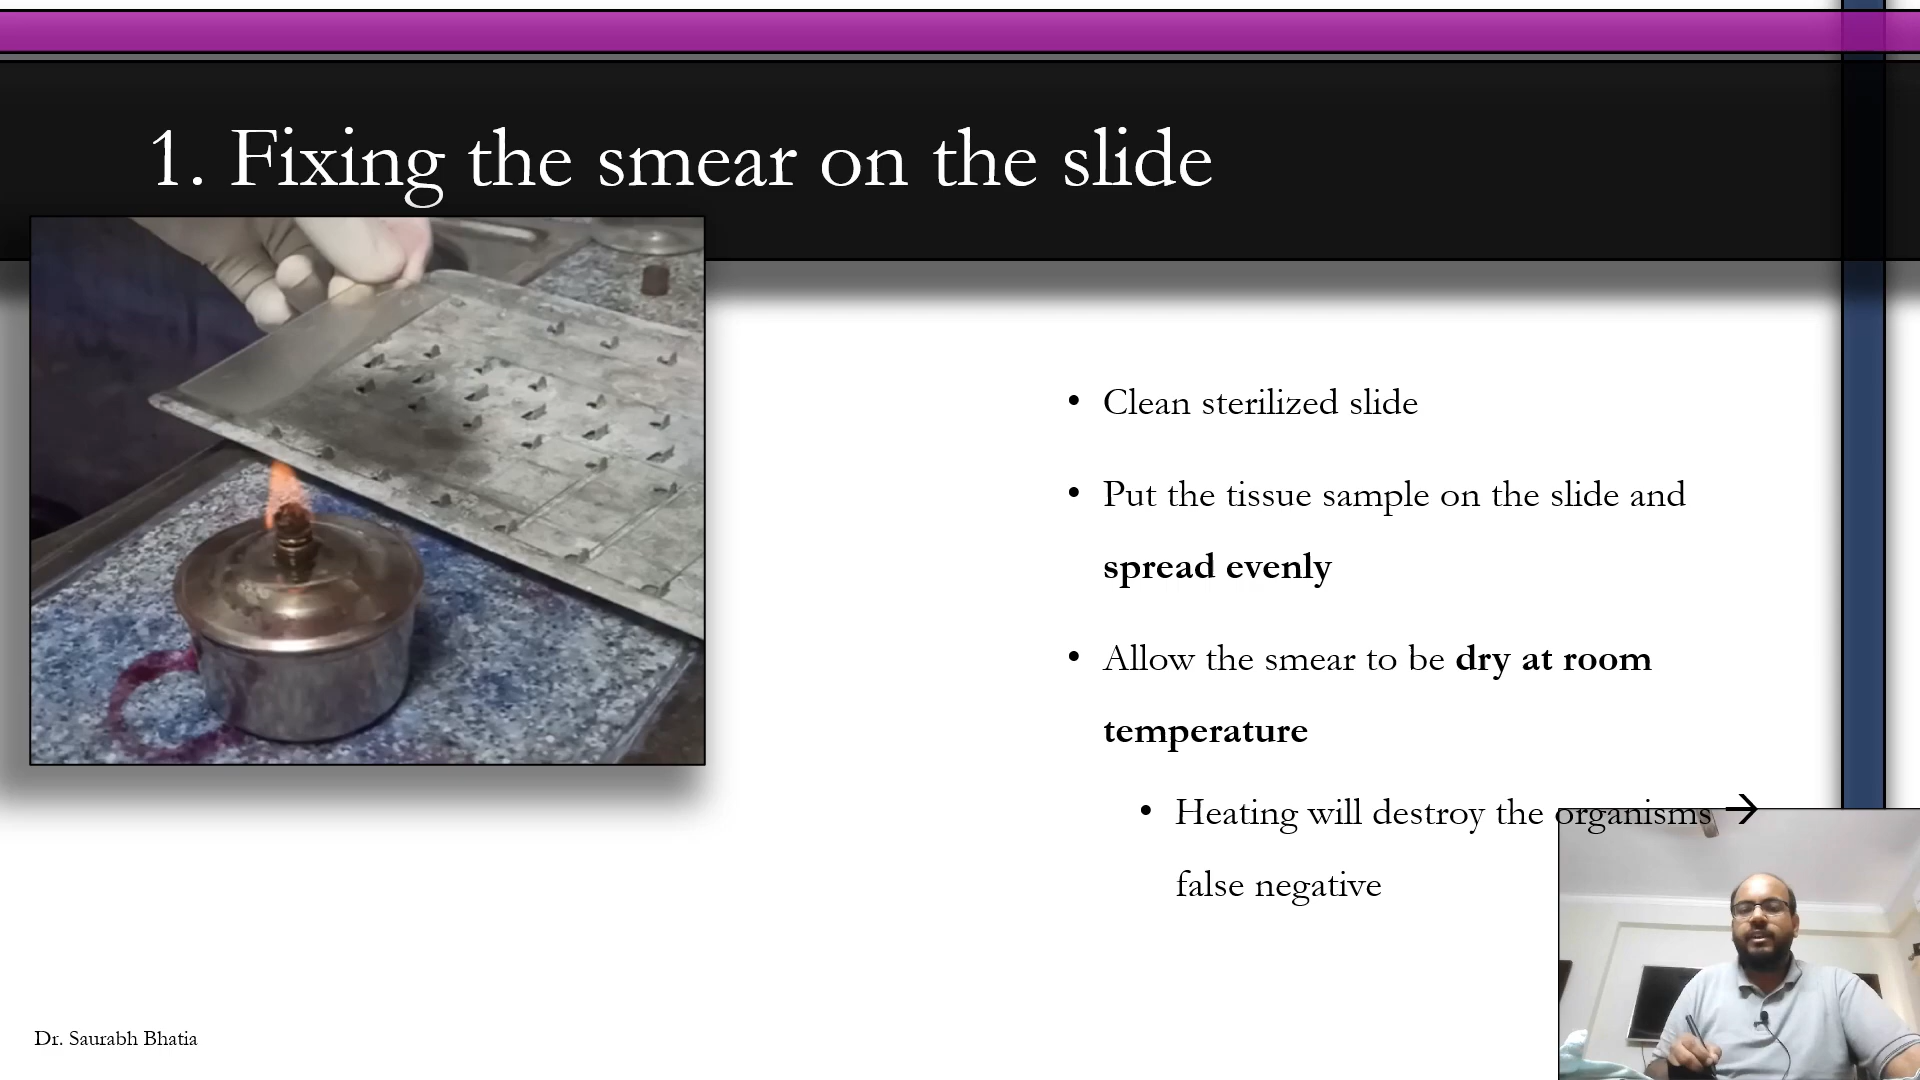 1. Fixing the smear on the slide
• Clean sterilized slide
• Put the tissue sample on the slide and
spread evenly
• Allow the smear to be dry at room
temperature
• Heating will destroy the organisms →
false negative
Dr. Saurabh Bhatia